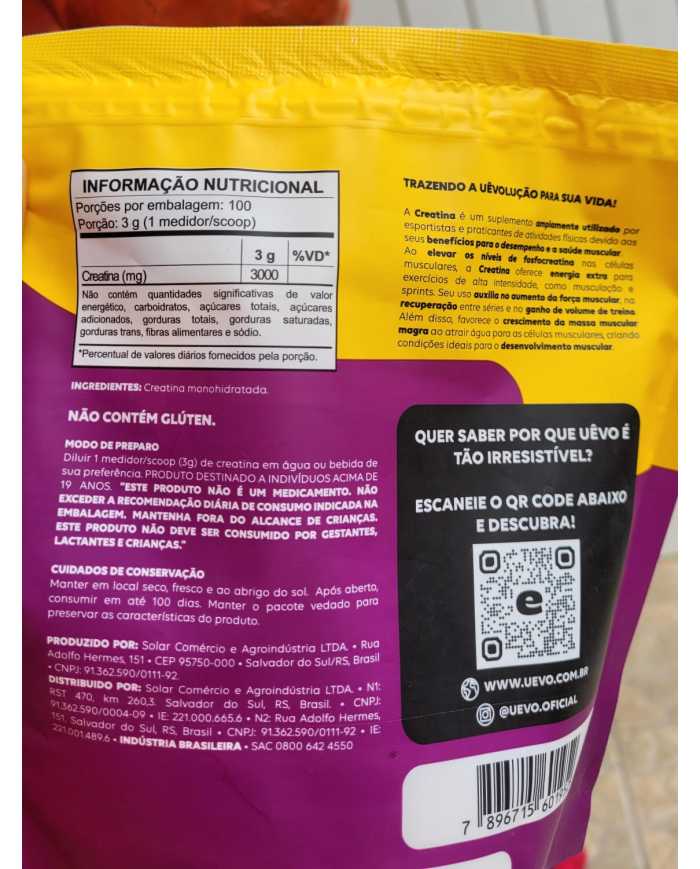 INFORMAÇÃO NUTRICIONAL
Porções por embalagem: 100
Porção: 3 g (1 medidor/scoop)
3 g %VD*
Creatina (mg) 3000
Não contém quantidades significativas de valor
energético, carboidratos, açúcares totais, açúcares
adicionados, gorduras totais, gorduras saturadas,
gorduras trans, fibras alimentares e sódio.
*Percentual de valores diários fornecidos pela porção.
INGREDIENTES: Creatina monohidratada.
NÃO CONTÉM GLÚTEN.
MODO DE PREPARO
Diluir 1 medidor/scoop (3g) de creatina em água ou bebida de
sua preferência. PRODUTO DESTINADO A INDIVÍDUOS ACIMA DE
19 ANOS. "ESTE PRODUTO NÃO É UM MEDICAMENTO. NÃO
EXCEDER A RECOMENDAÇÃO DIÁRIA DE CONSUMO INDICADA NA
EMBALAGEM. MANTENHA FORA DO ALCANCE DE CRIANÇAS.
ESTE PRODUTO NÃO DEVE SER CONSUMIDO POR GESTANTES,
LACTANTES E CRIANÇAS."
CUIDADOS DE CONSERVAÇÃO
Manter em local seco, fresco e ao abrigo do sol. Após aberto,
consumir em até 100 dias. Manter o pacote vedado para
preservar as características do produto.
PRODUZIDO POR: Solar Comércio e Agroindústria LTDA. • Rua
Adolfo Hermes, 151 • CEP 95750-000 • Salvador do Sul/RS, Brasil
• CNPJ: 91.362.590/0111-92.
DISTRIBUIDO POR: Solar Comércio e Agroindústria LTDA. • N1:
RST 470, km 260,3. Salvador do Sul, RS, Brasil. • CNPJ:
91.362.590/0004-09 • IE: 221.000.665.6 • N2: Rua Adolfo Hermes,
151, Salvador do Sul, RS, Brasil • CNPJ: 91.362.590/0111-92 • IE:
221.001.489.6 • INDÚSTRIA BRASILEIRA • SAC 0800 642 4550
TRAZENDO A UÊVOLUÇÃO PARA SUA VIDA!
A Creatina é um suplemento amplamente utilizado por
esportistas e praticantes de atividades físicas devido aos
seus benefícios para o desempenho e a saúde muscular.
Ao elevar os níveis de fosfocreatina nas células
musculares, a Creatina oferece energia extra para
exercícios de alta intensidade, como musculação e
sprints. Seu uso auxilia no aumento da força muscular, na
recuperação entre séries e no ganho de volume de treino.
Além disso, favorece o crescimento da massa muscular
magra ao atrair água para as células musculares, criando
condições ideais para o desenvolvimento muscular.
QUER SABER POR QUE UÊVO É
TÃO IRRESISTÍVEL?
ESCANEIE O QR CODE ABAIXO
E DESCUBRA!
e
WWW.UEVO.COM.BR
@UEVO.OFICIAL
7 896715 601